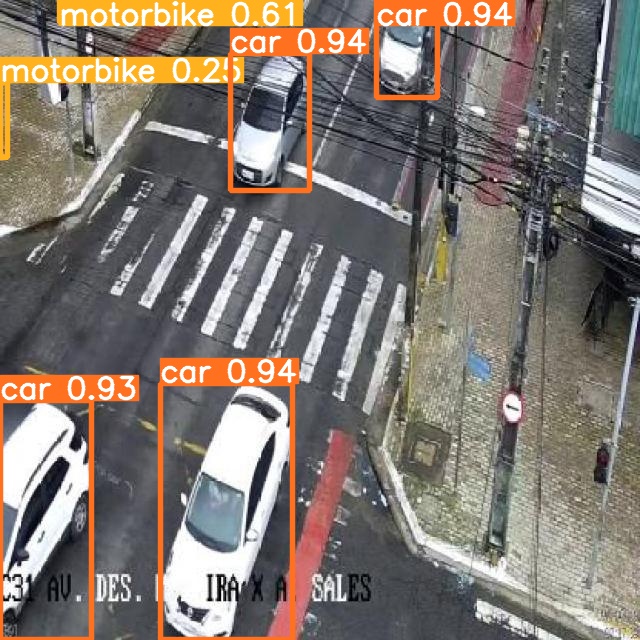 motorbike 0.61
car 0.94
car 0.94
motorbike 0.25
car 0.94
car 0.93
C31 AV. DES. IRA X A SALES